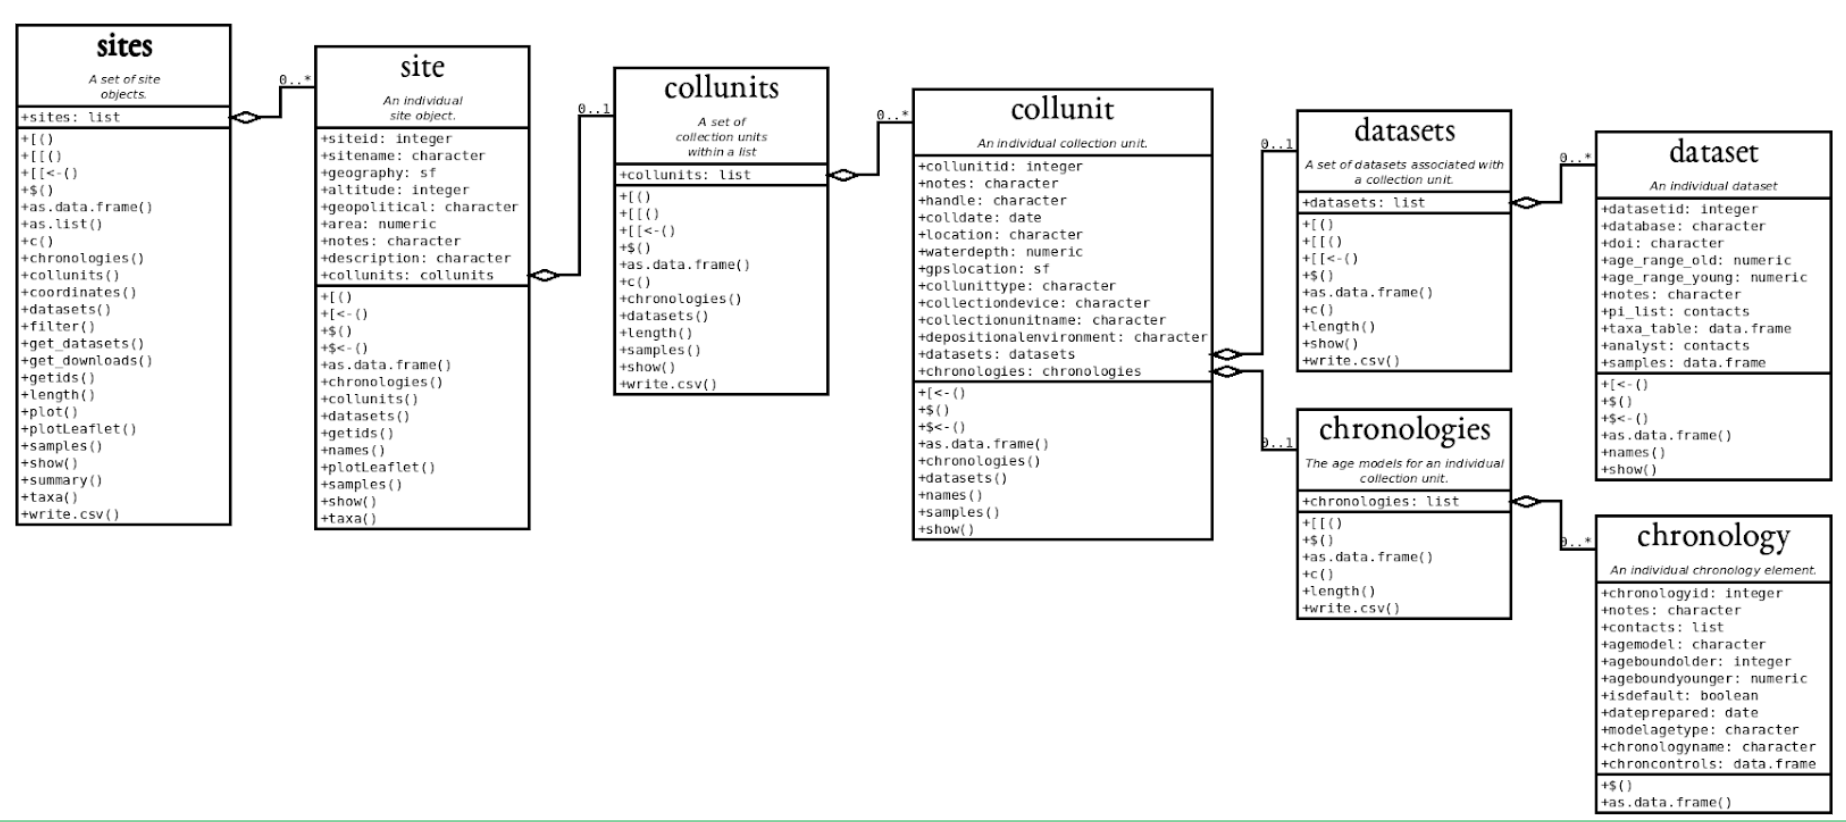 sites
A set of site
objects.
+sites: list
+[()
+[[()
+[[<-()
+$()
+as.data.frame()
+as.list()
+c()
+chronologies()
+collunits()
+coordinates()
+datasets()
+filter()
+get_datasets()
+get_downloads()
+getids()
+length()
+plot()
+plotLeaflet()
+samples()
+show()
+summary()
+taxa()
+write.csv()
0..*
site
An individual
site object.
+siteid: integer
+sitename: character
+geography: sf
+altitude: integer
+geopolitical: character
+area: numeric
+notes: character
+description: character
+collunits: collunits
+[()
+[<-()
+$()
+$<-()
+as.data.frame()
+chronologies()
+collunits()
+datasets()
+getids()
+names()
+plotLeaflet()
+samples()
+show()
+taxa()
0..1
collunits
A set of
collection units
within a list
+collunits: list
+[()
+[[()
+[[<-()
+$()
+as.data.frame()
+c()
+chronologies()
+datasets()
+length()
+samples()
+show()
+write.csv()
0..*
collunit
An individual collection unit.
+collunitid: integer
+notes: character
+handle: character
+colldate: date
+location: character
+waterdepth: numeric
+gpslocation: sf
+collunittype: character
+collectiondevice: character
+collectionunitname: character
+depositionalenvironment: character
+datasets: datasets
+chronologies: chronologies
+[<-()
+$()
+$<-()
+as.data.frame()
+chronologies()
+datasets()
+names()
+samples()
+show()
0..1
datasets
A set of datasets associated with
a collection unit.
+datasets: list
+[()
+[[()
+[[<-()
+$()
+as.data.frame()
+c()
+length()
+show()
+write.csv()
0..*
dataset
An individual dataset
+datasetid: integer
+database: character
+doi: character
+age_range_old: numeric
+age_range_young: numeric
+notes: character
+pi_list: contacts
+taxa_table: data.frame
+analyst: contacts
+samples: data.frame
+[<-()
+$()
+$<-()
+as.data.frame()
+names()
+show()
0..1
chronologies
The age models for an individual
collection unit.
+chronologies: list
+[[()
+$()
+as.data.frame()
+c()
+length()
+write.csv()
0..*
chronology
An individual chronology element.
+chronologyid: integer
+notes: character
+contacts: list
+agemodel: character
+ageboundolder: integer
+ageboundyounger: numeric
+isdefault: boolean
+dateprepared: date
+modelagetype: character
+chronologyname: character
+chroncontrols: data.frame
+$()
+as.data.frame()